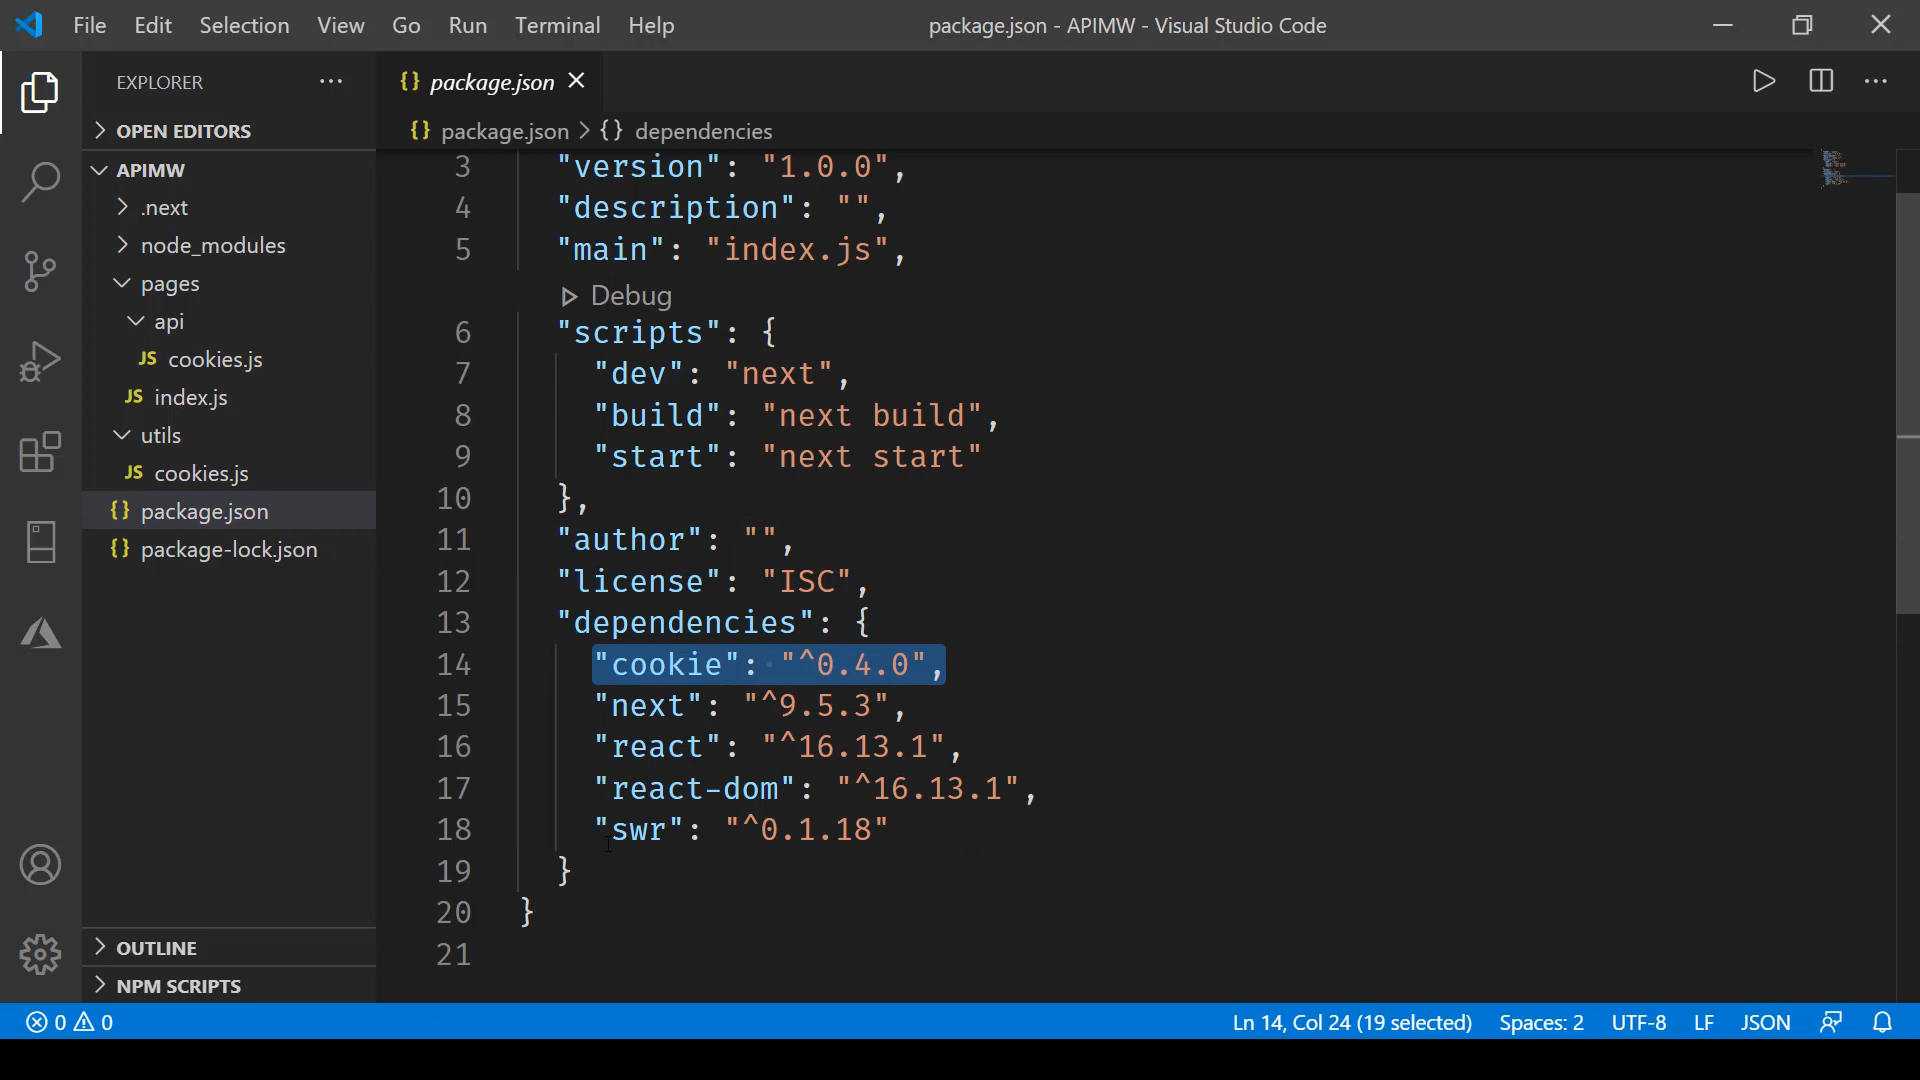 File Edit Selection View Go Run Terminal Help package.json - APIMW - Visual Studio Code
EXPLORER ...
OPEN EDITORS
APIMW
.next
node_modules
pages
api
JS cookies.js
JS index.js
utils
JS cookies.js
{} package.json
{} package-lock.json
OUTLINE
NPM SCRIPTS
{} package.json
{} package.json > {} dependencies
3 "version": "1.0.0",
4 "description": "",
5 "main": "index.js",
Debug
6 "scripts": {
7 "dev": "next",
8 "build": "next build",
9 "start": "next start"
10 },
11 "author": "",
12 "license": "ISC",
13 "dependencies": {
14 "cookie": "^0.4.0",
15 "next": "^9.5.3",
16 "react": "^16.13.1",
17 "react-dom": "^16.13.1",
18 "swr": "^0.1.18"
19 }
20 }
21
0 0 Ln 14, Col 24 (19 selected) Spaces: 2 UTF-8 LF JSON